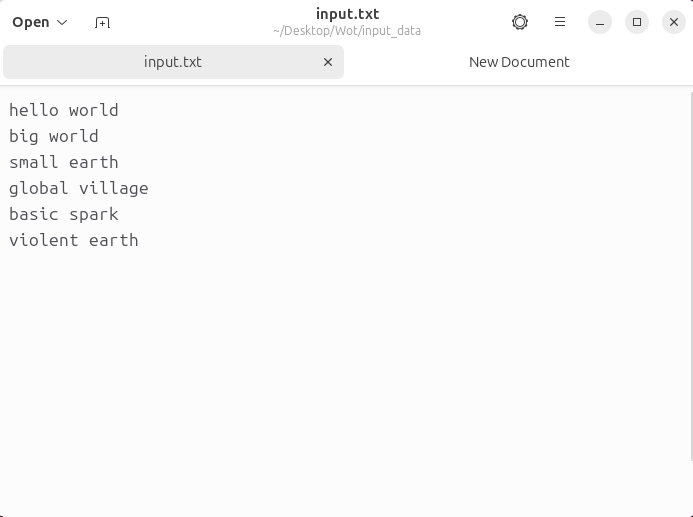 Open
input.txt
~/Desktop/Wot/input_data
input.txt
New Document
hello world
big world
small earth
global village
basic spark
violent earth